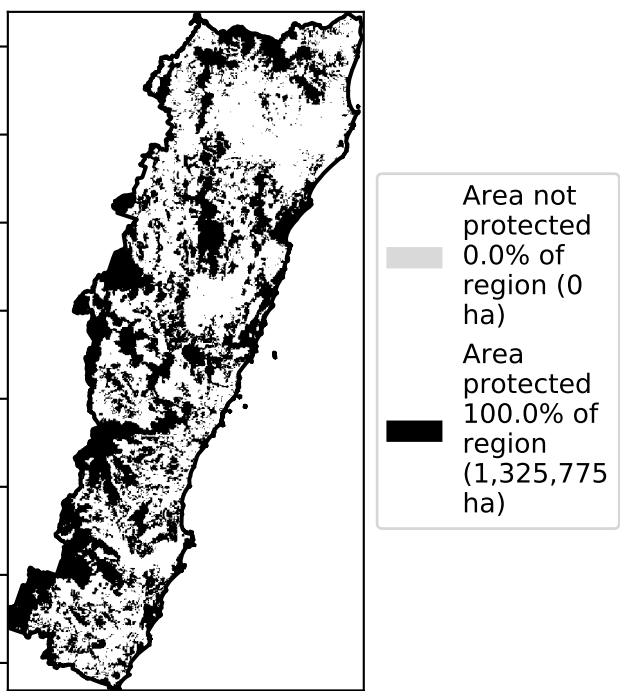 Area not
protected
0.0% of
region (0
ha)
Area
protected
100.0% of
region
(1,325,775
ha)